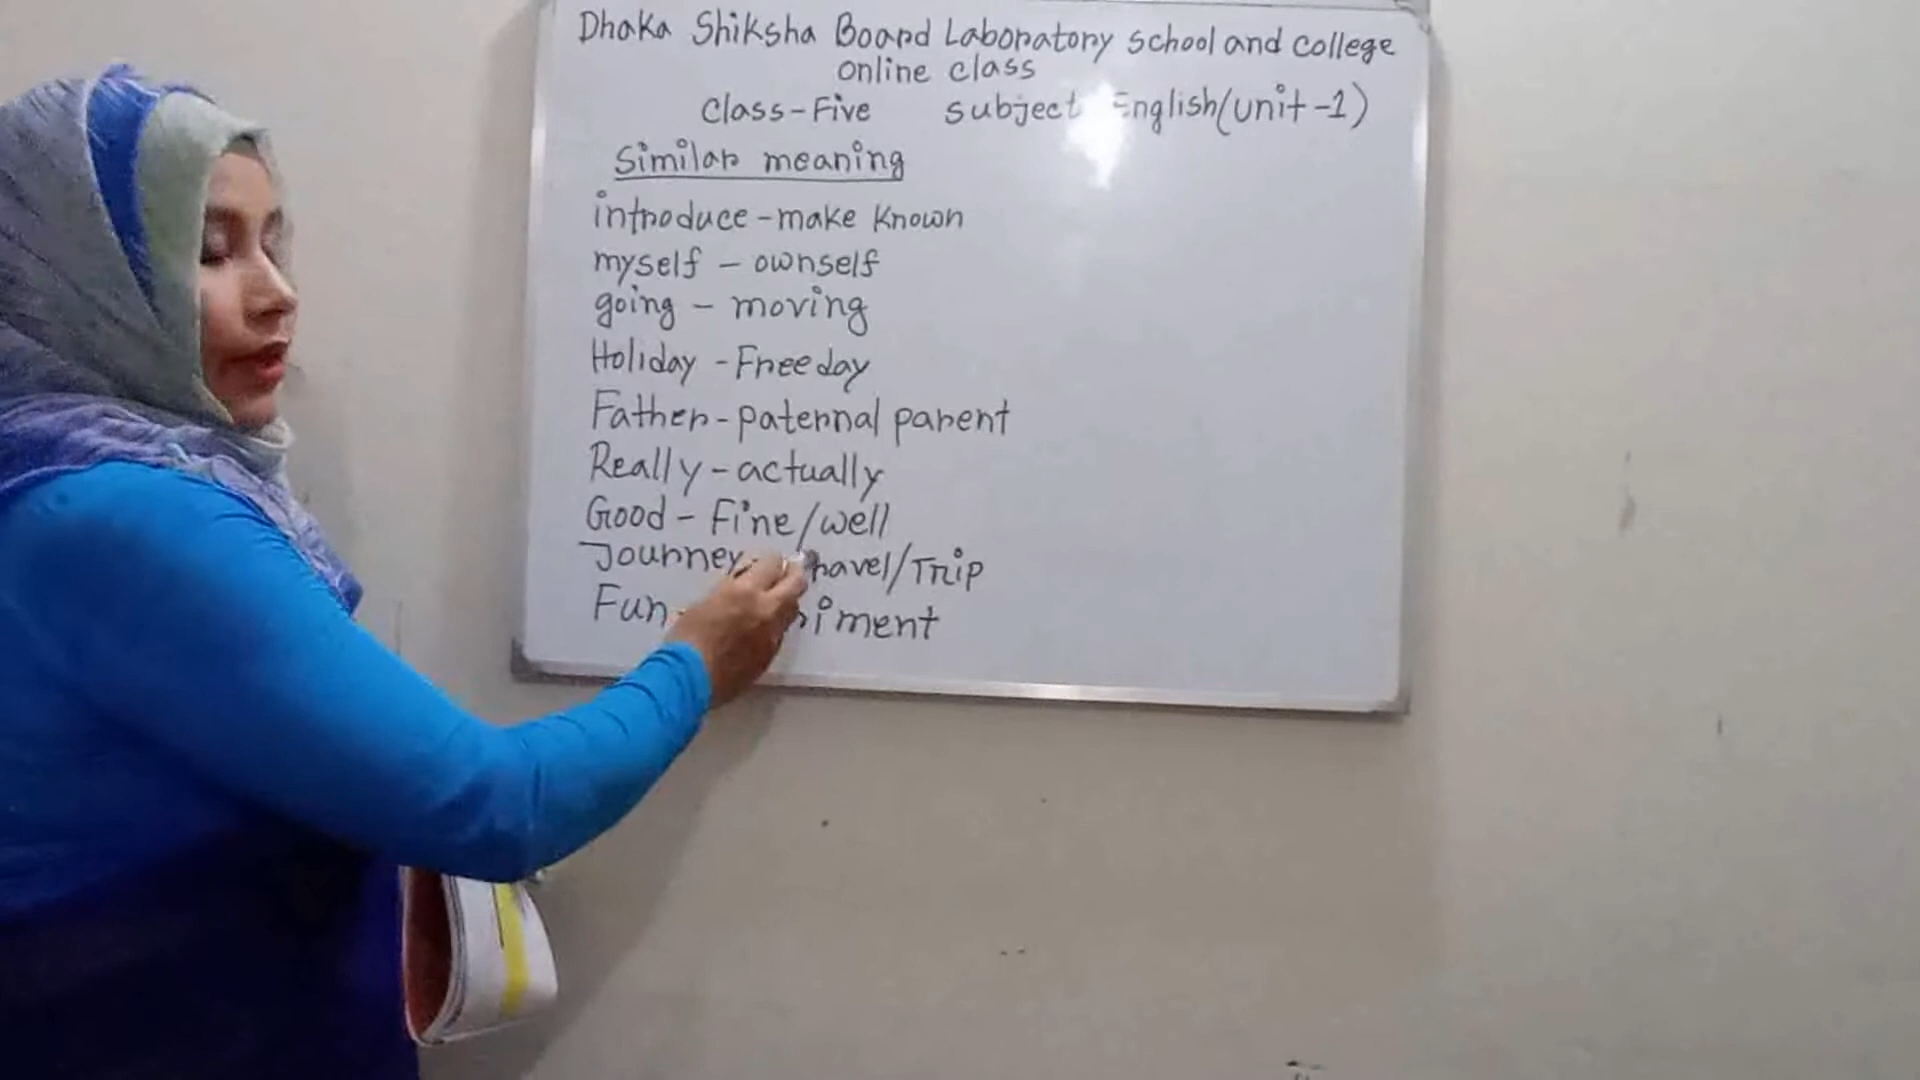 Dhaka Shiksha Board Laboratory school and college
online class
Class-Five subject English(unit-1)
Similar meaning
introduce-make known
myself - ownself
going - moving
Holiday - Freeday
Father-paternal parent
Really-actually
Good - Fine/well
Journey /Trip
Fun-